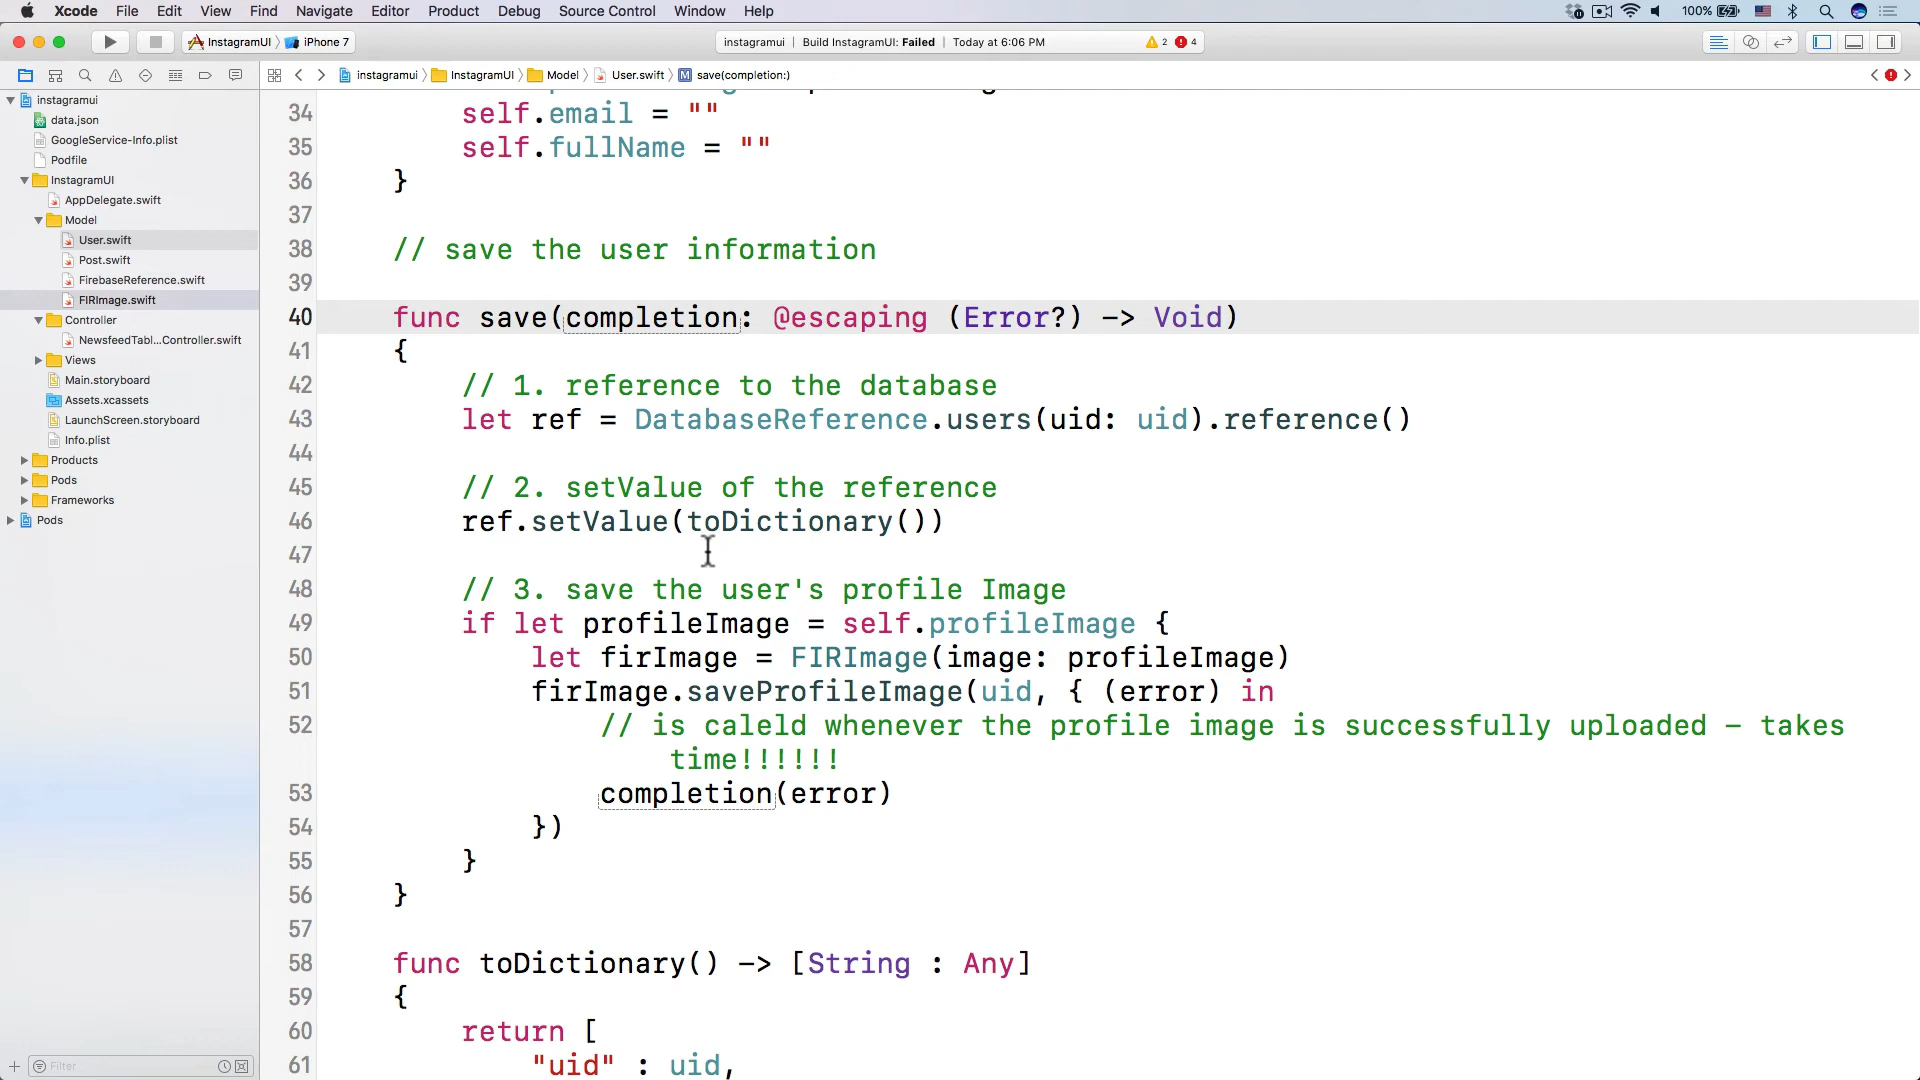 Xcode File Edit View Find Navigate Editor Product Debug Source Control Window Help 100%
InstagramUI iPhone 7 instagramui | Build InstagramUI: Failed | Today at 6:06 PM 2 4
instagramui InstagramUI Model User.swift M save(completion:)
instagramui
data.json
GoogleService-Info.plist
Podfile
InstagramUI
AppDelegate.swift
Model
User.swift
Post.swift
FirebaseReference.swift
FIRImage.swift
Controller
NewsfeedTabl...Controller.swift
Views
Main.storyboard
Assets.xcassets
LaunchScreen.storyboard
Info.plist
Products
Pods
Frameworks
Pods
Filter
34 self.email = ""
35 self.fullName = ""
36 }
37
38 // save the user information
39
40 func save(completion: @escaping (Error?) -> Void)
41 {
42 // 1. reference to the database
43 let ref = DatabaseReference.users(uid: uid).reference()
44
45 // 2. setValue of the reference
46 ref.setValue(toDictionary())
47
48 // 3. save the user's profile Image
49 if let profileImage = self.profileImage {
50 let firImage = FIRImage(image: profileImage)
51 firImage.saveProfileImage(uid, { (error) in
52 // is caleld whenever the profile image is successfully uploaded – takes
time!!!!!!
53 completion(error)
54 })
55 }
56 }
57
58 func toDictionary() -> [String : Any]
59 {
60 return [
61 "uid" : uid,